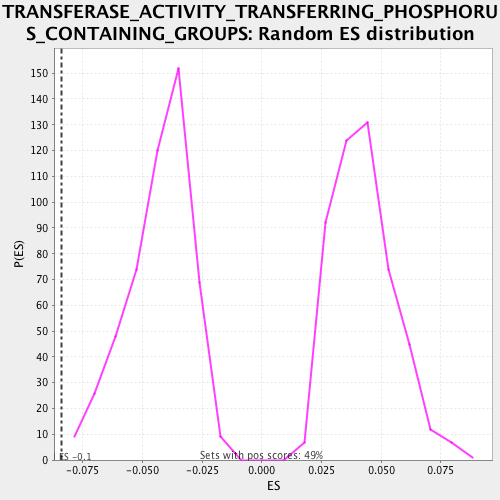 TRANSFERASE_ACTIVITY_TRANSFERRING_PHOSPHORU
S_CONTAINING_GROUPS: Random ES distribution
150
140
130
120
110
100
90
80
70
60
50
40
30
20
10
0
P(ES)
ES -0.1
Sets with pos scores: 49%
-0.075 -0.050 -0.025 0.000 0.025 0.050 0.075
ES